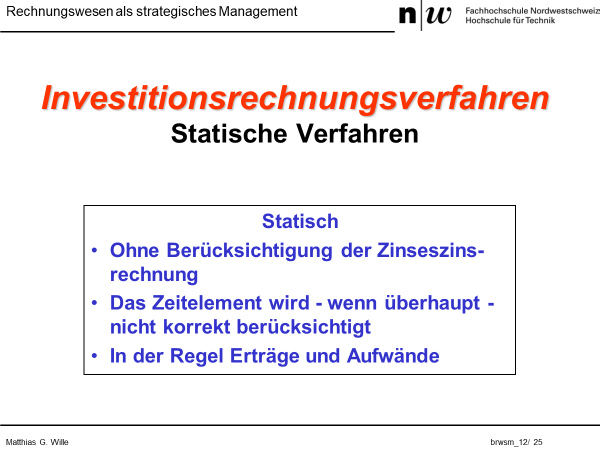 Rechnungswesen als strategisches Management
n|w Fachhochschule Nordwestschweiz
Hochschule für Technik
Investitionsrechnungsverfahren
Statische Verfahren
Statisch
• Ohne Berücksichtigung der Zinseszins-
rechnung
• Das Zeitelement wird - wenn überhaupt -
nicht korrekt berücksichtigt
• In der Regel Erträge und Aufwände
Matthias G. Wille
brwsm_12/ 25